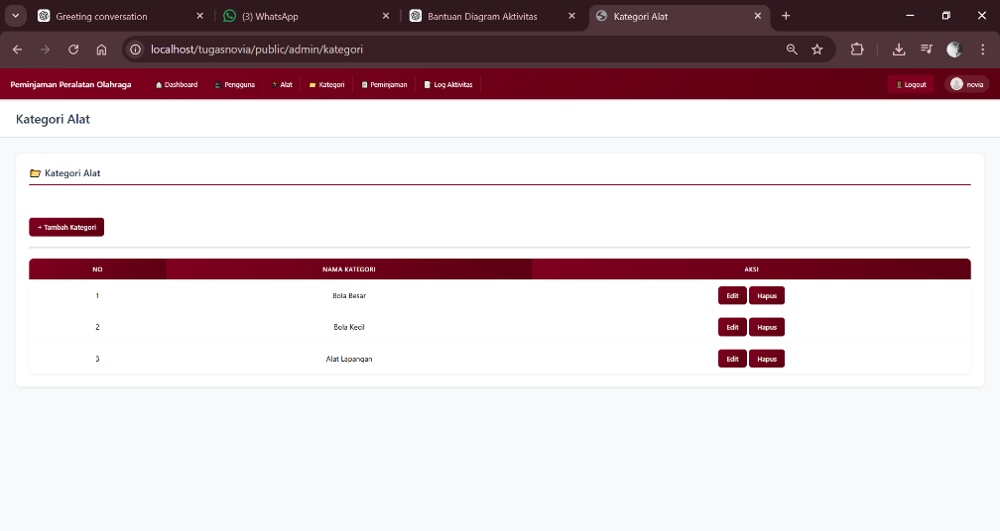 Greeting conversation
(3) WhatsApp
Bantuan Diagram Aktivitas
Kategori Alat
localhost/tugasnovia/public/admin/kategori
Peminjaman Peralatan Olahraga Dashboard Pengguna Alat Kategori Peminjaman Log Aktivitas Logout novia
Kategori Alat
Kategori Alat
+ Tambah Kategori
NO NAMA KATEGORI AKSI
1 Bola Besar Edit Hapus
2 Bola Kecil Edit Hapus
3 Alat Lapangan Edit Hapus